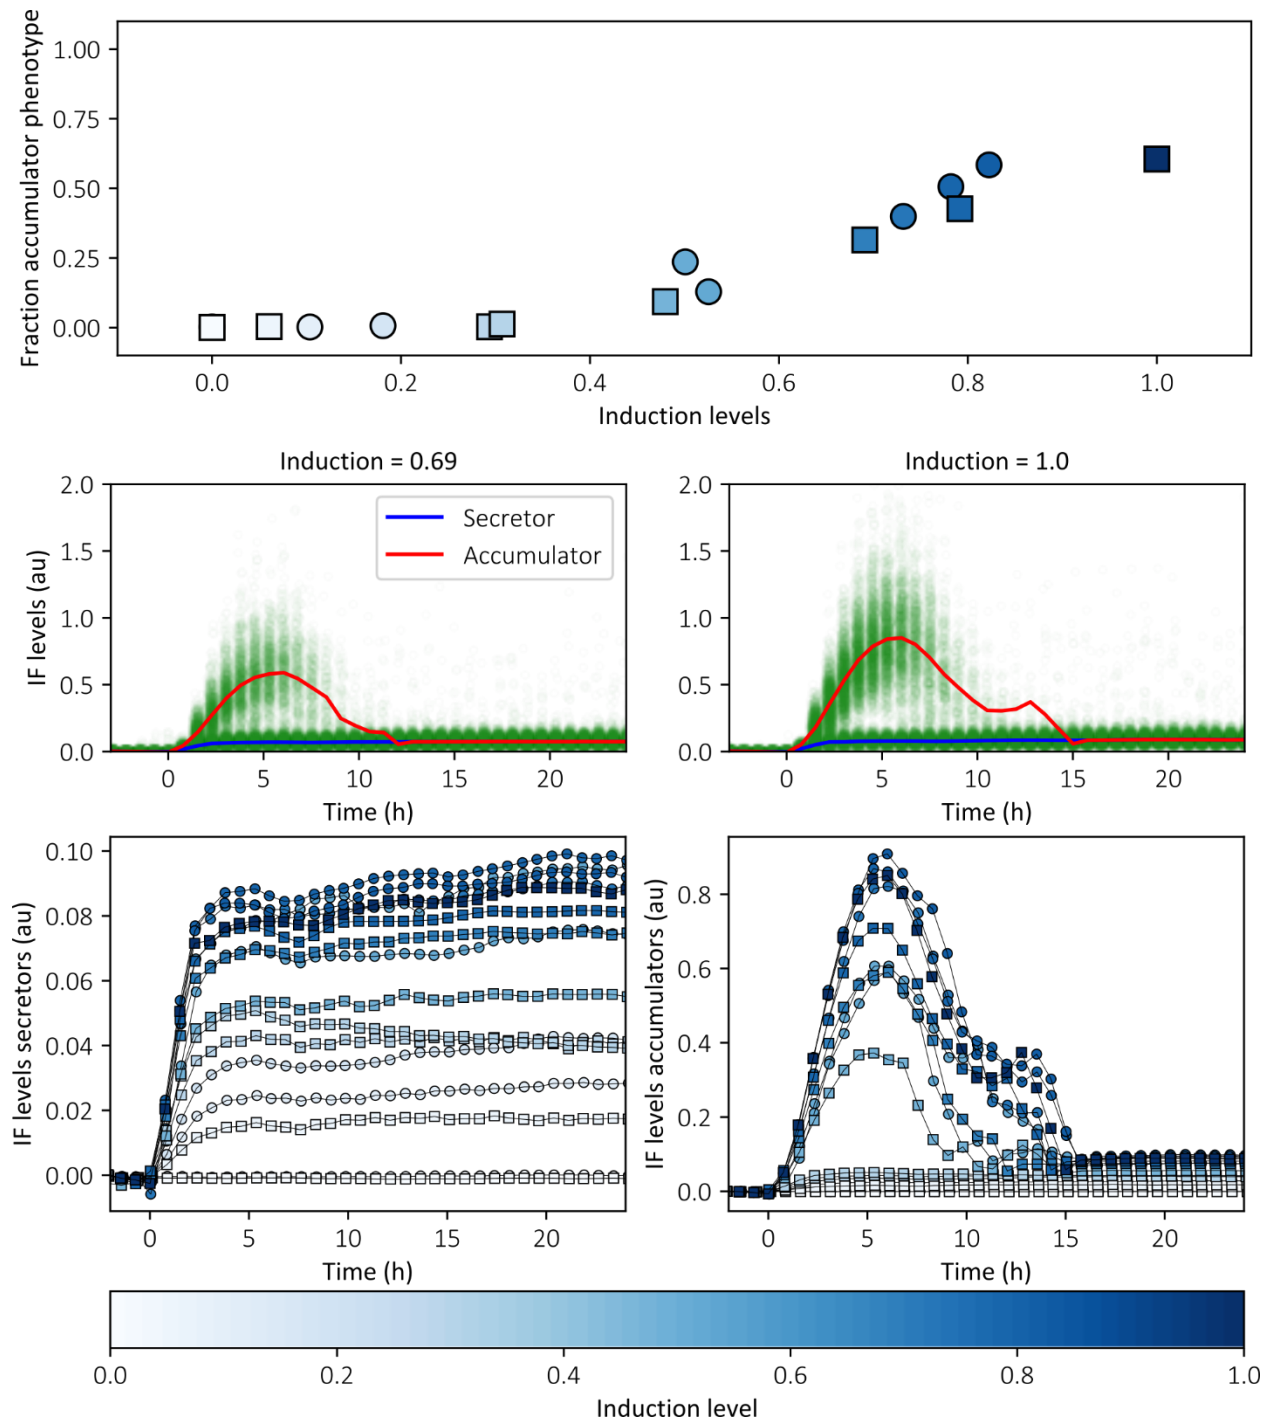 Fraction accumulator phenotype
1.00
0.75
0.50
0.25
0.00
0.0 0.2 0.4 0.6 0.8 1.0
Induction levels
Induction = 0.69
IF levels (au)
2.0
1.5
1.0
0.5
0.0
Secretor
Accumulator
0 5 10 15 20
Time (h)
Induction = 1.0
2.0
1.5
1.0
0.5
0.0
0 5 10 15 20
Time (h)
IF levels secretors (au)
0.10
0.08
0.06
0.04
0.02
0.00
0 5 10 15 20
Time (h)
IF levels accumulators (au)
0.8
0.6
0.4
0.2
0.0
0 5 10 15 20
Time (h)
0.0 0.2 0.4 0.6 0.8 1.0
Induction level